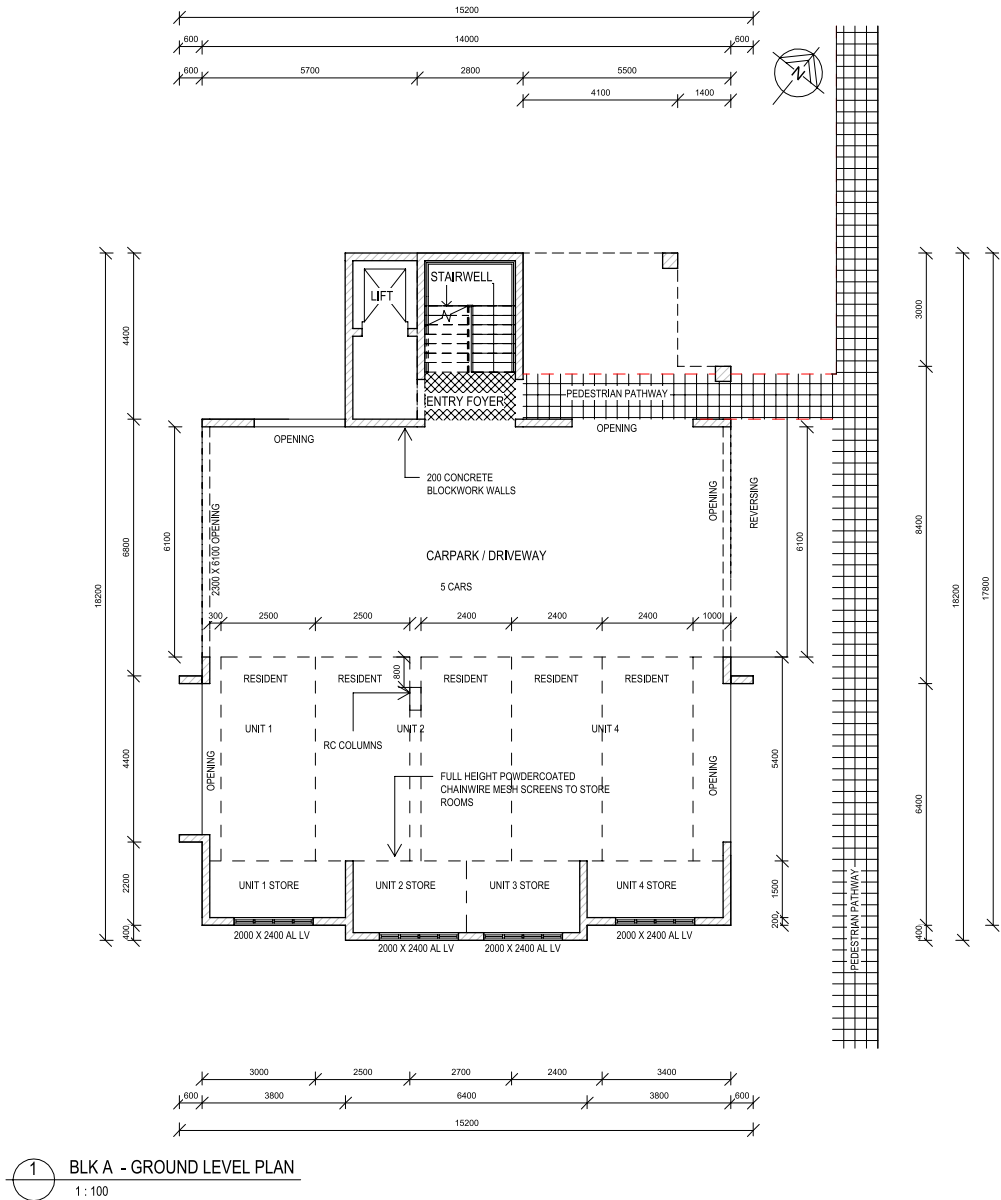 15200
600
14000
600
600
5700
2800
5500
4100
1400
N
STAIRWELL
LIFT
N
ENTRY FOYER
PEDESTRIAN PATHWAY
OPENING
OPENING
200 CONCRETE
BLOCKWORK WALLS
2300 X 6100 OPENING
OPENING
REVERSING
CARPARK / DRIVEWAY
5 CARS
300
2500
2500
2400
2400
2400
1000
800
RESIDENT
RESIDENT
RESIDENT
RESIDENT
RESIDENT
UNIT 1
UNIT 2
UNIT 4
RC COLUMNS
OPENING
OPENING
FULL HEIGHT POWDERCOATED
CHAINWIRE MESH SCREENS TO STORE
ROOMS
UNIT 1 STORE
UNIT 2 STORE
UNIT 3 STORE
UNIT 4 STORE
2000 X 2400 AL LV
2000 X 2400 AL LV
2000 X 2400 AL LV
2000 X 2400 AL LV
18200
4400
6800
4400
2200
400
6100
6100
5400
1500
200
3000
8400
6400
400
18200
17800
PEDESTRIAN PATHWAY
3000
2500
2700
2400
3400
600
3800
6400
3800
600
15200
1
BLK A - GROUND LEVEL PLAN
1 : 100